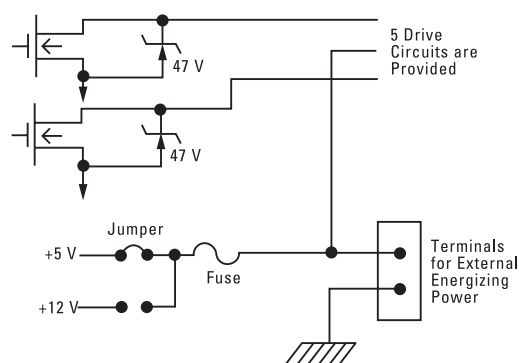 5 Drive
Circuits are
Provided
47 V
47 V
Jumper
+5 V
Fuse
+12 V
Terminals
for External
Energizing
Power